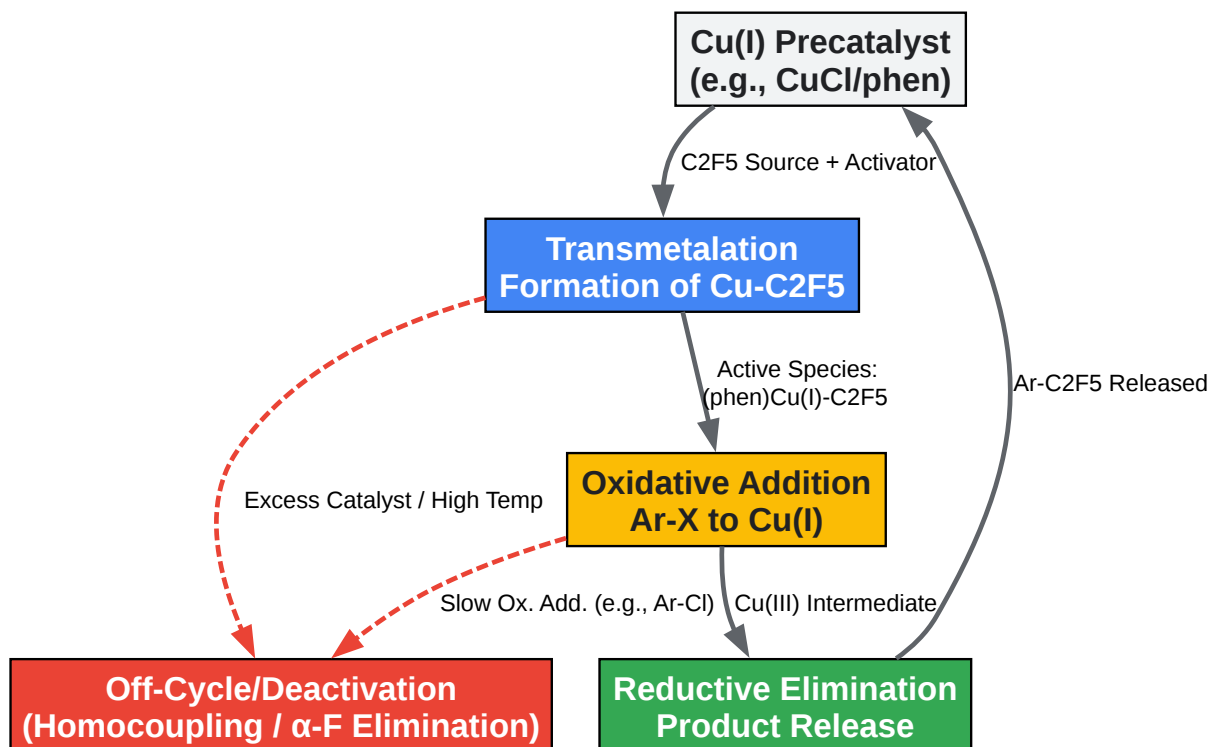 Cu(I) Precatalyst
(e.g., CuCl/phen)
C2F5 Source + Activator
Transmetalation
Formation of Cu-C2F5
Active Species:
(phen)Cu(I)-C2F5
Ar-C2F5 Released
Oxidative Addition
Ar-X to Cu(I)
Excess Catalyst / High Temp
Slow Ox. Add. (e.g., Ar-Cl)
Cu(III) Intermediate
Off-Cycle/Deactivation
(Homocoupling / α-F Elimination)
Reductive Elimination
Product Release